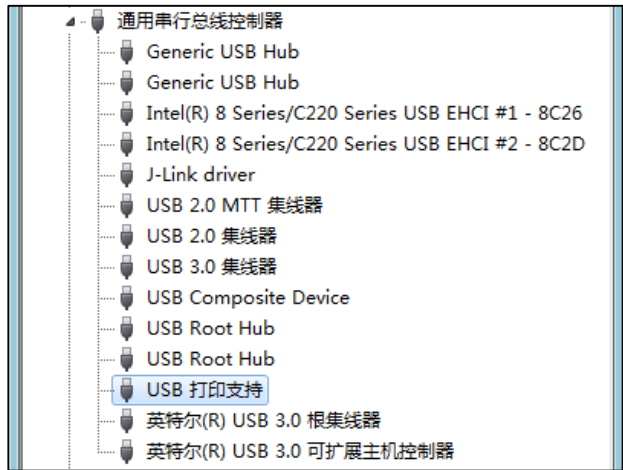 通用串行总线控制器
Generic USB Hub
Generic USB Hub
Intel(R) 8 Series/C220 Series USB EHCI #1 - 8C26
Intel(R) 8 Series/C220 Series USB EHCI #2 - 8C2D
J-Link driver
USB 2.0 MTT 集线器
USB 2.0 集线器
USB 3.0 集线器
USB Composite Device
USB Root Hub
USB Root Hub
USB 打印支持
英特尔(R) USB 3.0 根集线器
英特尔(R) USB 3.0 可扩展主机控制器